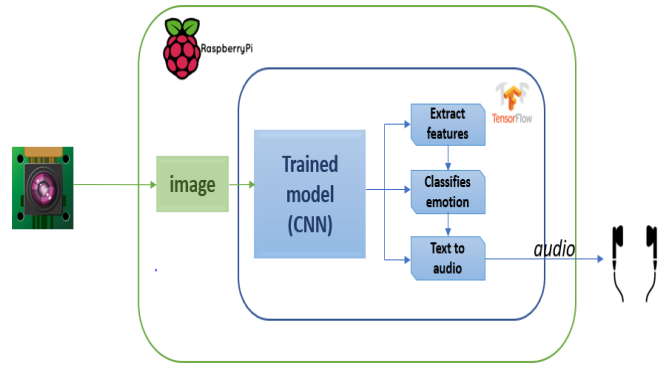 RaspberryPi
TensorFlow
Extract
features
image
Trained
model
(CNN)
Classifies
emotion
Text to
audio
audio